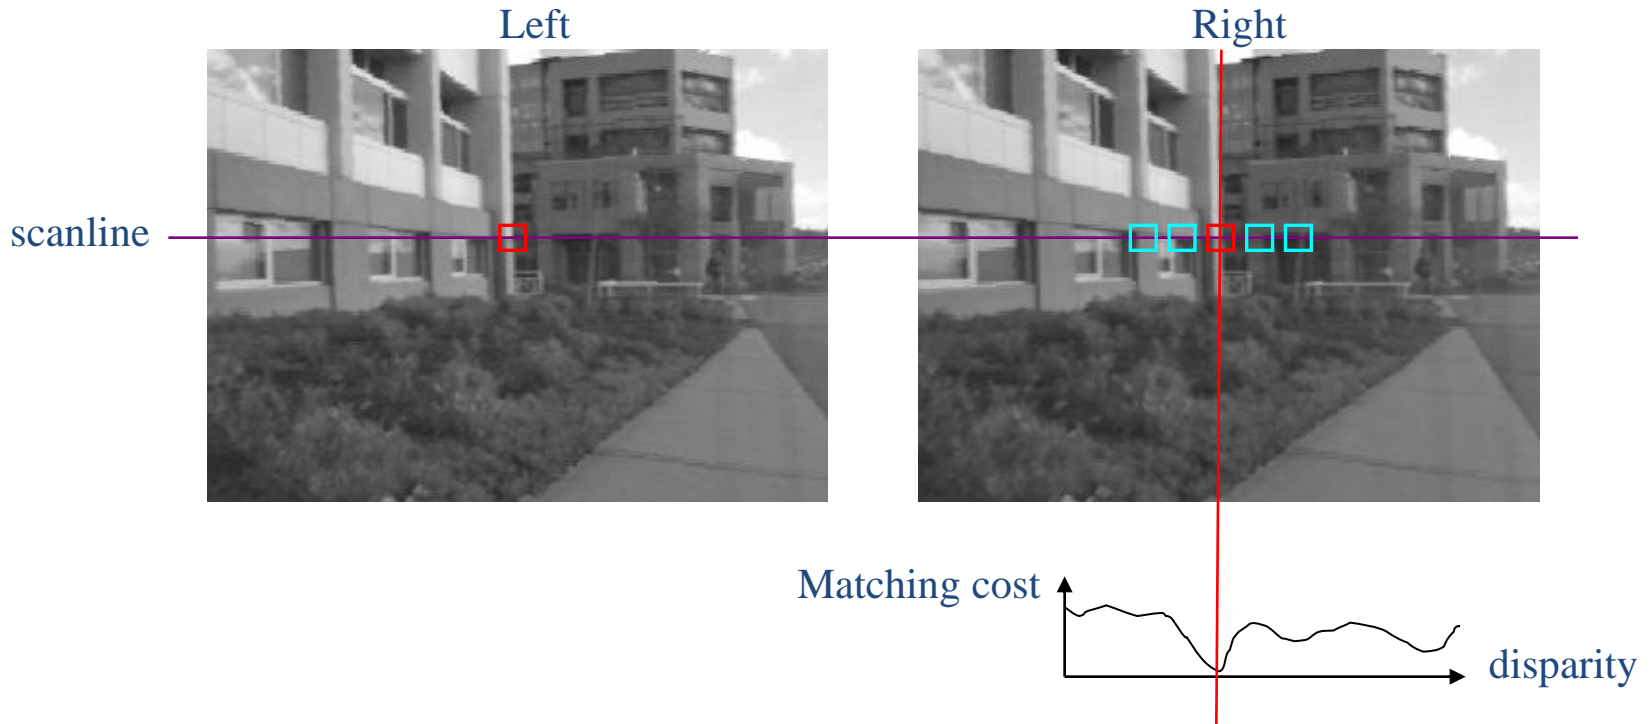 Left
Right
scanline
Matching cost
disparity